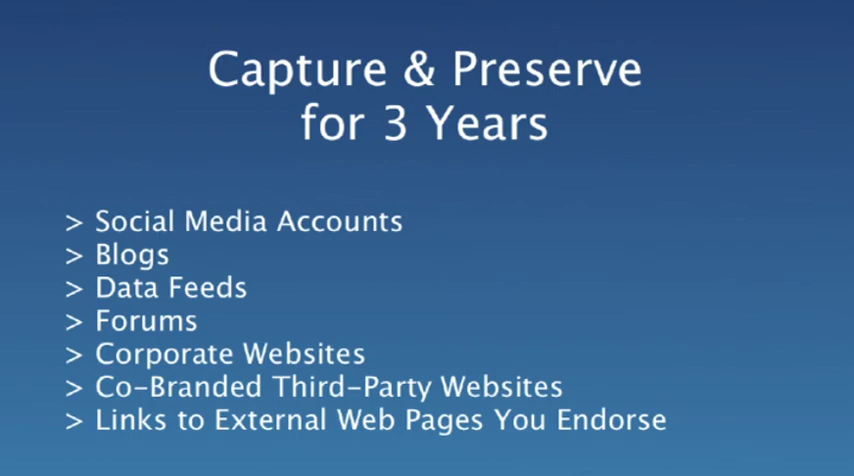 Capture & Preserve
for 3 Years
> Social Media Accounts
> Blogs
> Data Feeds
> Forums
> Corporate Websites
> Co-Branded Third-Party Websites
> Links to External Web Pages You Endorse